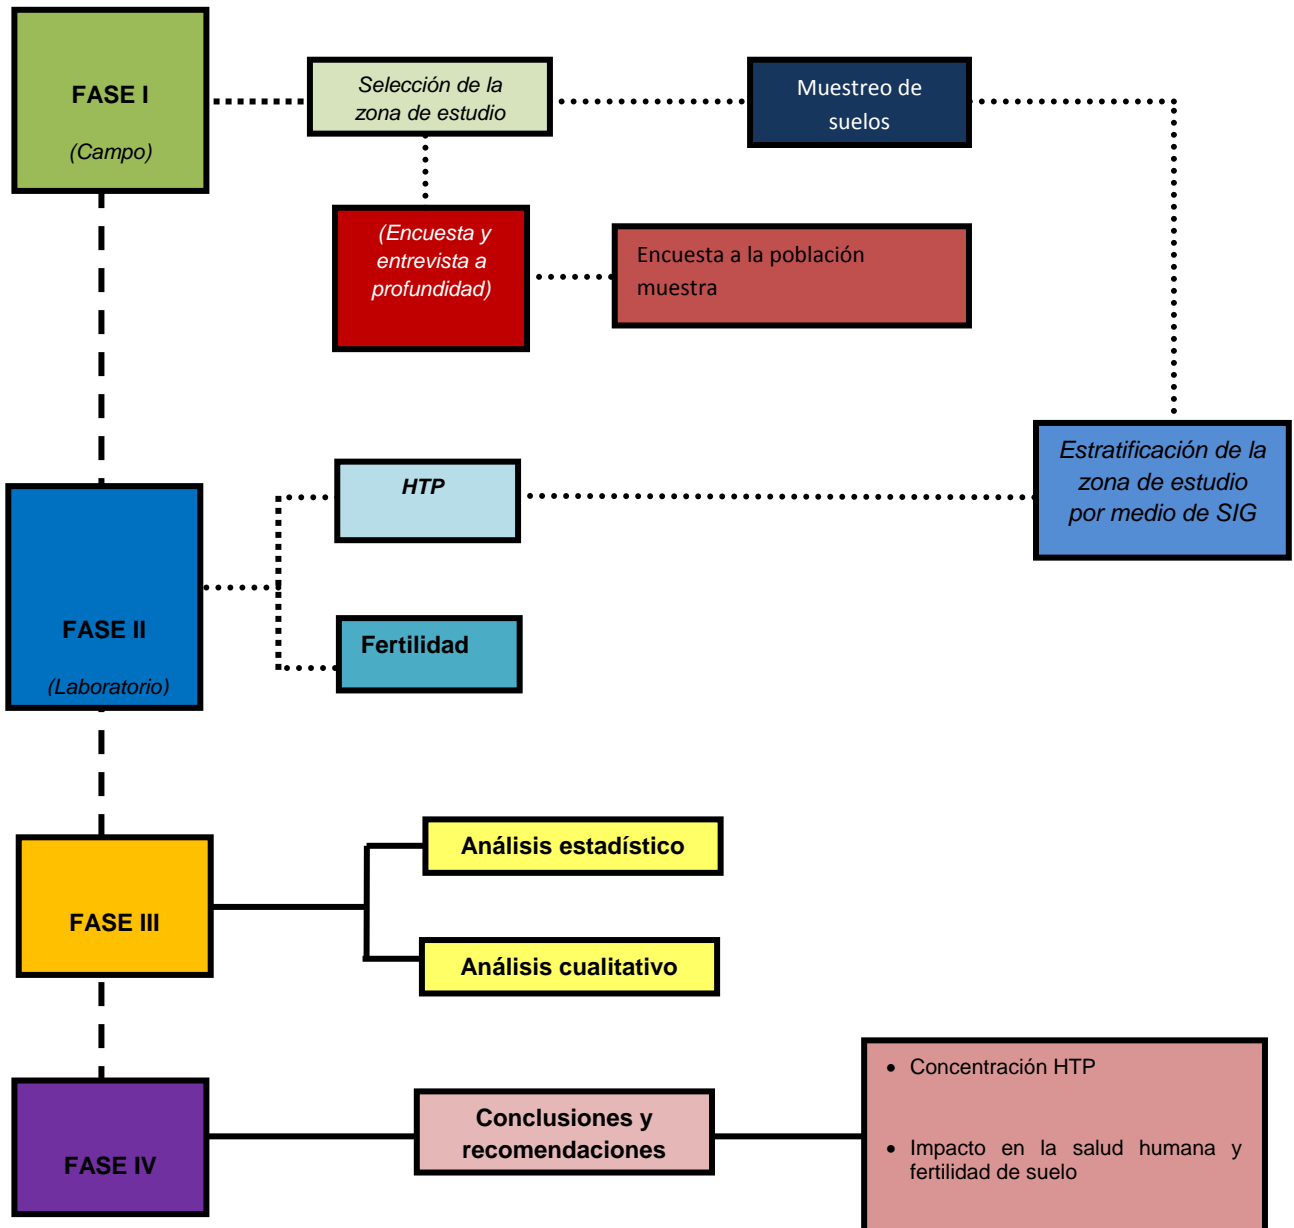 FASE I
(Campo)
Selección de la
zona de estudio
Muestreo de
suelos
(Encuesta y
entrevista a
profundidad)
Encuesta a la población
muestra
Estratificación de la
zona de estudio
por medio de SIG
HTP
FASE II
(Laboratorio)
Fertilidad
Análisis estadístico
FASE III
Análisis cualitativo
FASE IV
Conclusiones y
recomendaciones
• Concentración HTP
• Impacto en la salud humana y
fertilidad de suelo